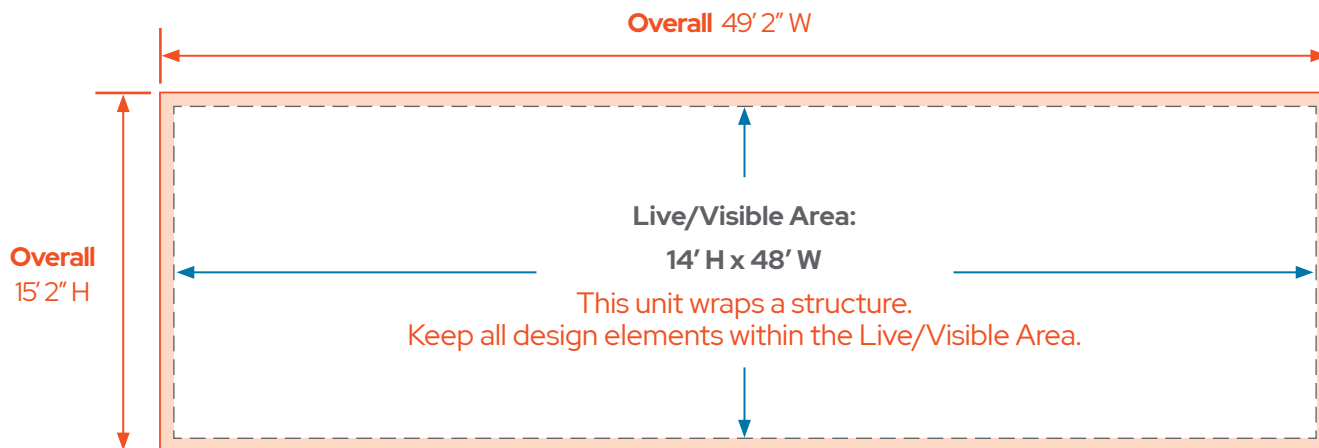 Overall 49′ 2″ W
Live/Visible Area:
14′ H x 48′ W
Overall
15′ 2″ H
This unit wraps a structure.
Keep all design elements within the Live/Visible Area.